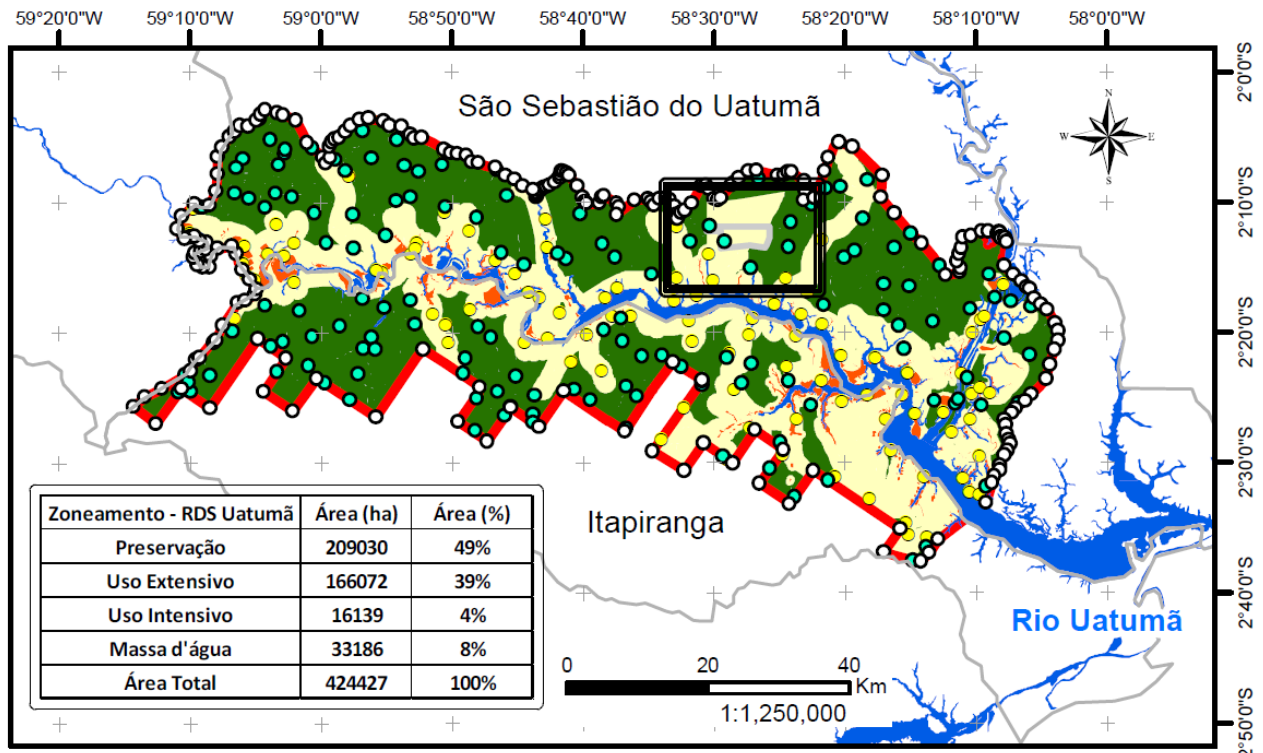 59°20'0"W 59°10'0"W 59°0'0"W 58°50'0"W 58°40'0"W 58°30'0"W 58°20'0"W 58°10'0"W 58°0'0"W
São Sebastião do Uatumã
N
W E
S
2°0'0"S
2°10'0"S
2°20'0"S
2°30'0"S
2°40'0"S
2°50'0"S
Zoneamento - RDS Uatumã Área (ha) Área (%)
Preservação 209030 49%
Uso Extensivo 166072 39%
Uso Intensivo 16139 4%
Massa d'água 33186 8%
Área Total 424427 100%
Itapiranga
Rio Uatumã
0 20 40
Km
1:1,250,000